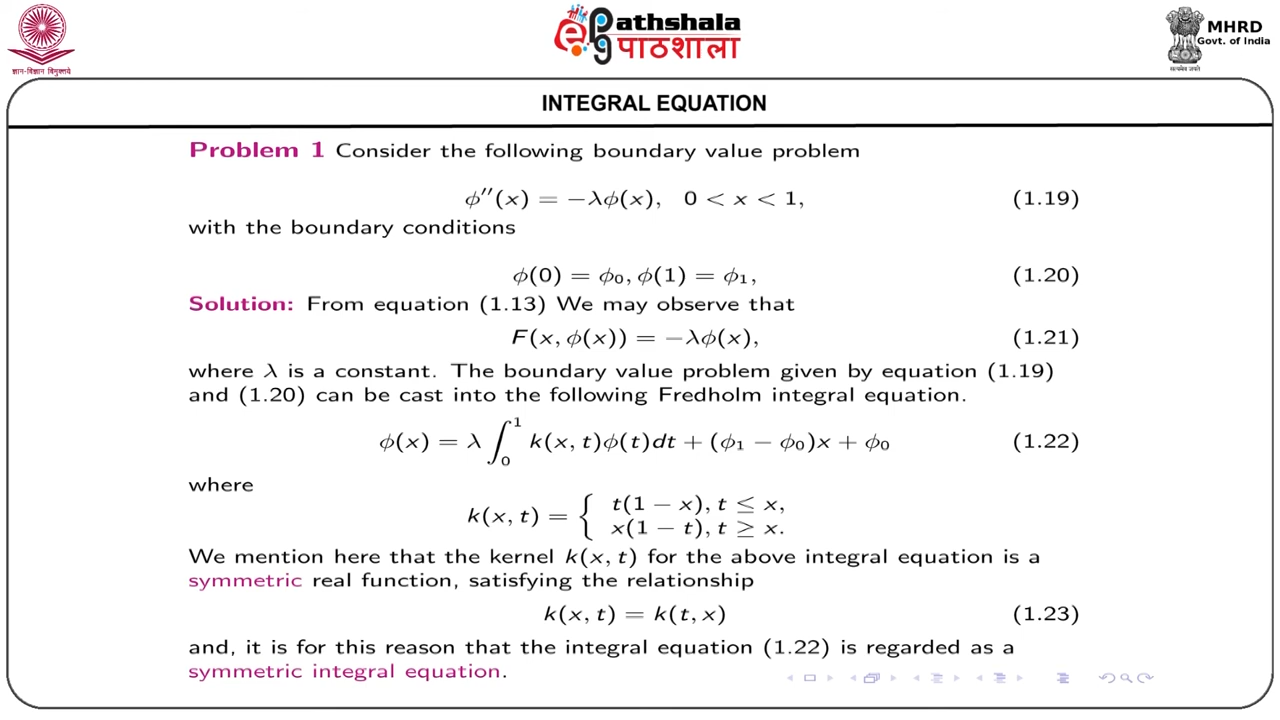 ज्ञान-विज्ञान विमुक्तये
ePg Pathshala
पाठशाला
MHRD
Govt. of India
सत्यमेव जयते
INTEGRAL EQUATION
Problem 1 Consider the following boundary value problem
ϕ′′(x) = −λϕ(x), 0 < x < 1, (1.19)
with the boundary conditions
ϕ(0) = ϕ₀, ϕ(1) = ϕ₁, (1.20)
Solution: From equation (1.13) We may observe that
F(x, ϕ(x)) = −λϕ(x), (1.21)
where λ is a constant. The boundary value problem given by equation (1.19)
and (1.20) can be cast into the following Fredholm integral equation.
ϕ(x) = λ ∫₀¹ k(x, t)ϕ(t)dt + (ϕ₁ − ϕ₀)x + ϕ₀ (1.22)
where
k(x, t) = { t(1 − x), t ≤ x,
x(1 − t), t ≥ x.
We mention here that the kernel k(x, t) for the above integral equation is a
symmetric real function, satisfying the relationship
k(x, t) = k(t, x) (1.23)
and, it is for this reason that the integral equation (1.22) is regarded as a
symmetric integral equation.